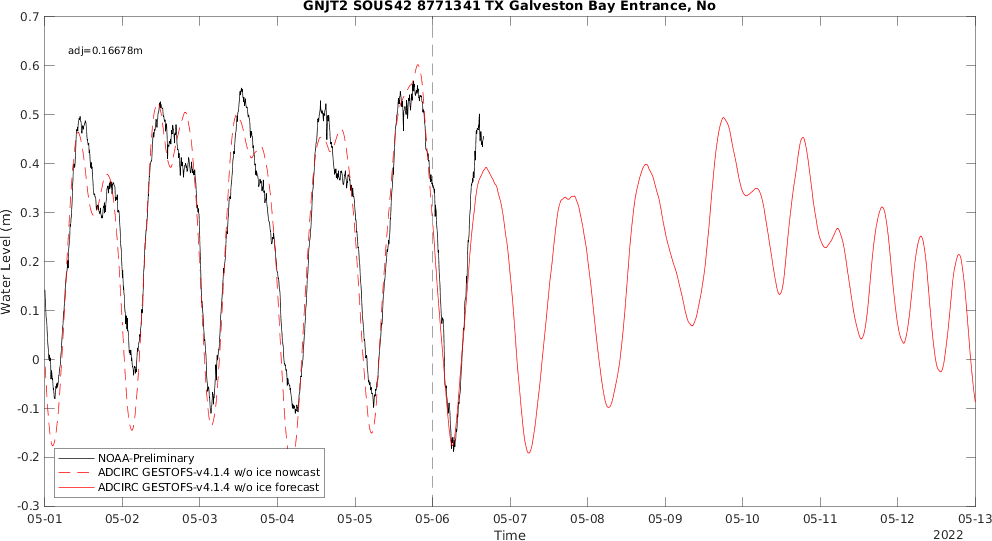 GNJT2 SOUS42 8771341 TX Galveston Bay Entrance, No
adj=0.16678m
0.7
0.6
0.5
0.4
0.3
0.2
0.1
0
-0.1
-0.2
-0.3
Water Level (m)
NOAA-Preliminary
ADCIRC GESTOFS-v4.1.4 w/o ice nowcast
ADCIRC GESTOFS-v4.1.4 w/o ice forecast
05-01 05-02 05-03 05-04 05-05 05-06 05-07 05-08 05-09 05-10 05-11 05-12 05-13
Time
2022